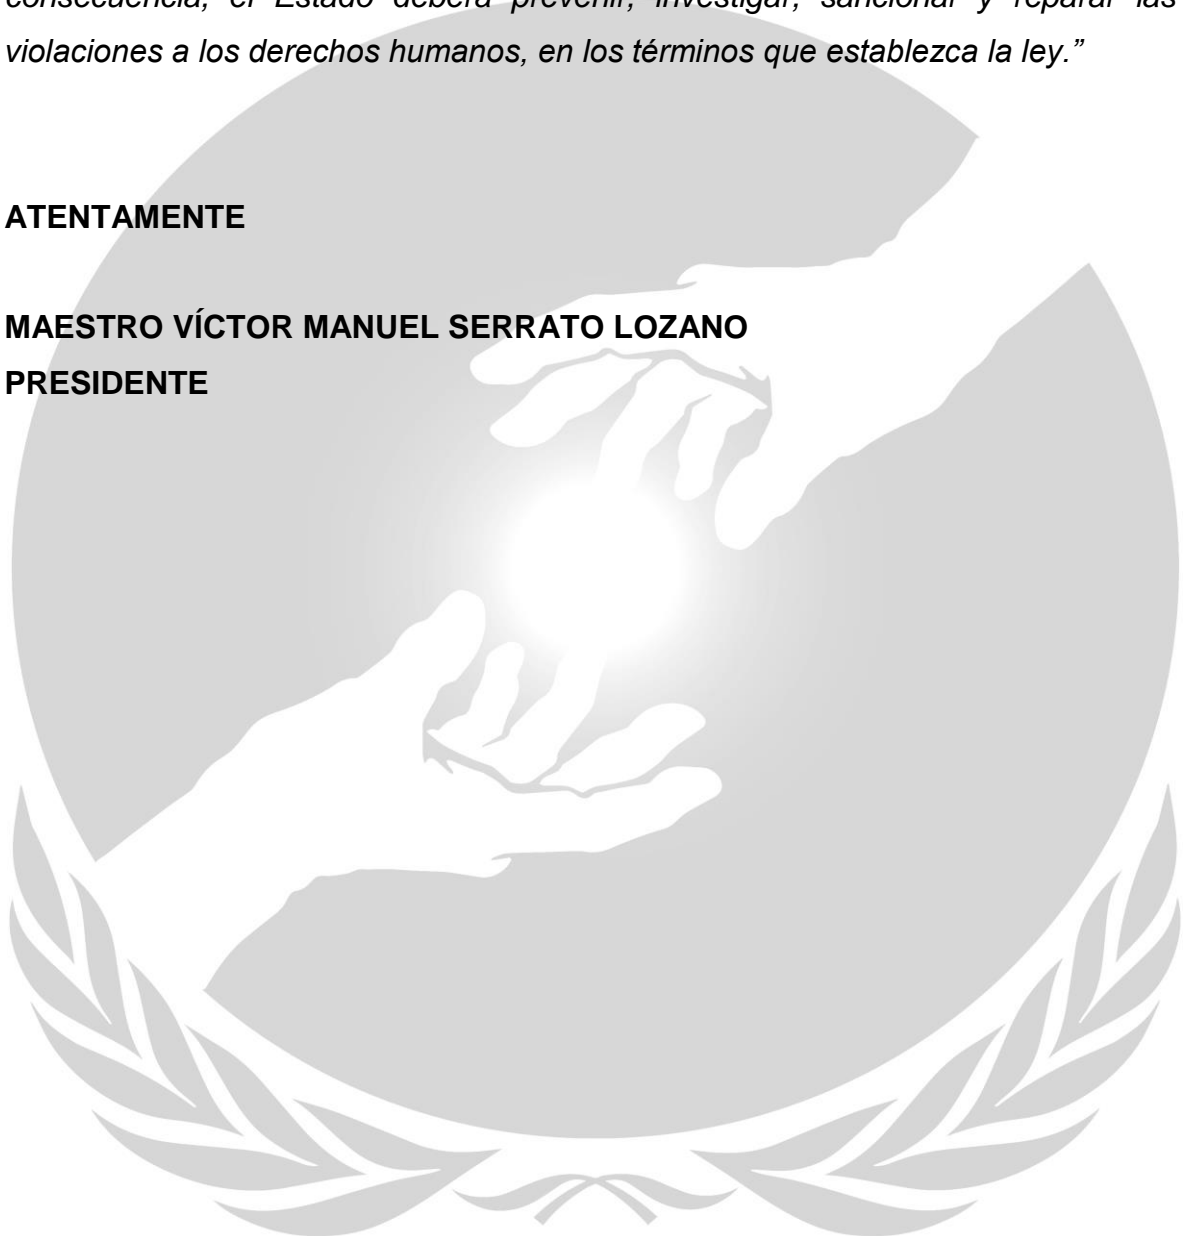 consecuencia, el Estado deberá prevenir, investigar, sancionar y reparar las
violaciones a los derechos humanos, en los términos que establezca la ley.”
ATENTAMENTE
MAESTRO VÍCTOR MANUEL SERRATO LOZANO
PRESIDENTE